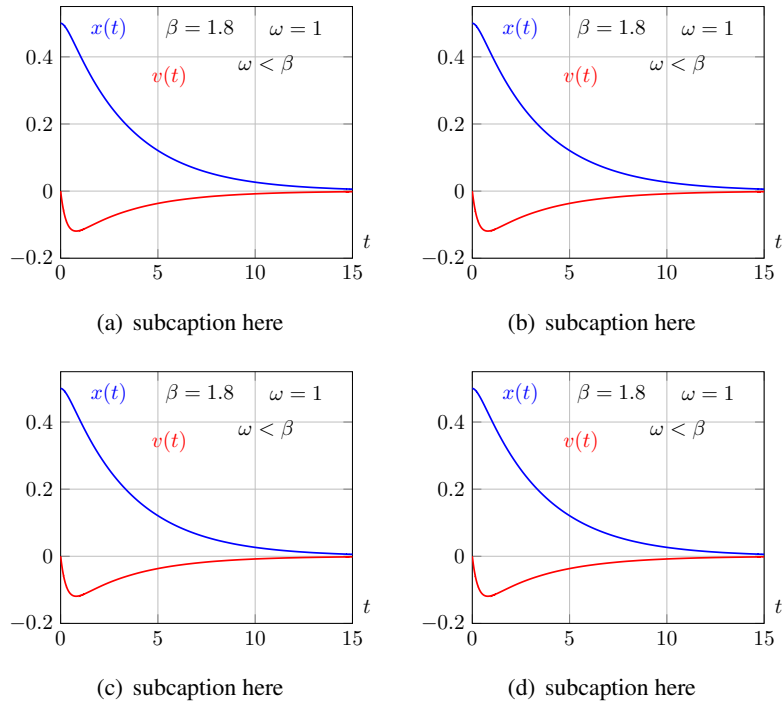 x(t) β = 1.8 ω = 1
0.4 ω < β
v(t)
0.2
0
t
−0.2
0 5 10 15
(a) subcaption here
x(t) β = 1.8 ω = 1
0.4 ω < β
v(t)
0.2
0
t
−0.2
0 5 10 15
(b) subcaption here
x(t) β = 1.8 ω = 1
0.4 ω < β
v(t)
0.2
0
t
−0.2
0 5 10 15
(c) subcaption here
x(t) β = 1.8 ω = 1
0.4 ω < β
v(t)
0.2
0
t
−0.2
0 5 10 15
(d) subcaption here